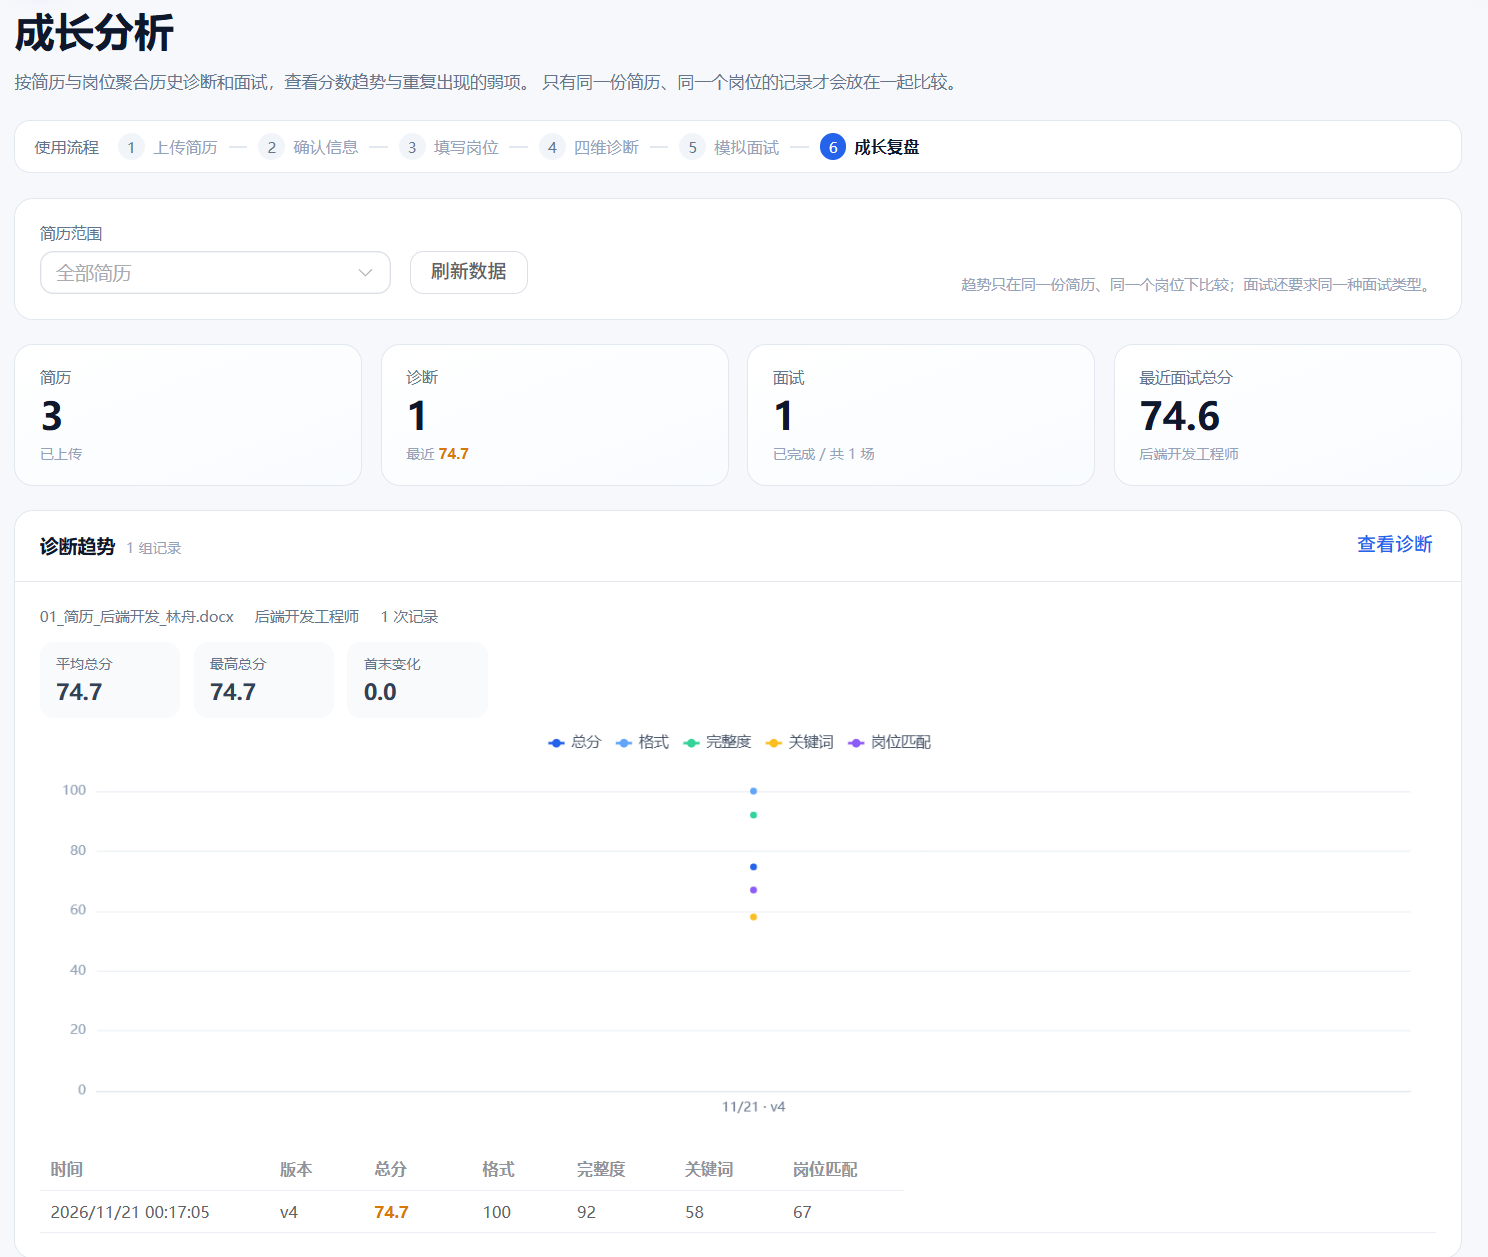 成长分析
按简历与岗位聚合历史诊断和面试，查看分数趋势与重复出现的弱项。 只有同一份简历、同一个岗位的记录才会放在一起比较。
使用流程 1 上传简历 2 确认信息 3 填写岗位 4 四维诊断 5 模拟面试 6 成长复盘
简历范围
全部简历 刷新数据
趋势只在同一份简历、同一个岗位下比较；面试还要求同一种面试类型。
简历 诊断 面试 最近面试总分
3 1 1 74.6
已上传 最近 74.7 已完成 / 共 1 场 后端开发工程师
诊断趋势 1 组记录 查看诊断
01_简历_后端开发_林舟.docx 后端开发工程师 1 次记录
平均总分 最高总分 首末变化
74.7 74.7 0.0
总分 格式 完整度 关键词 岗位匹配
100
80
60
40
20
0
11/21 · v4
时间 版本 总分 格式 完整度 关键词 岗位匹配
2026/11/21 00:17:05 v4 74.7 100 92 58 67